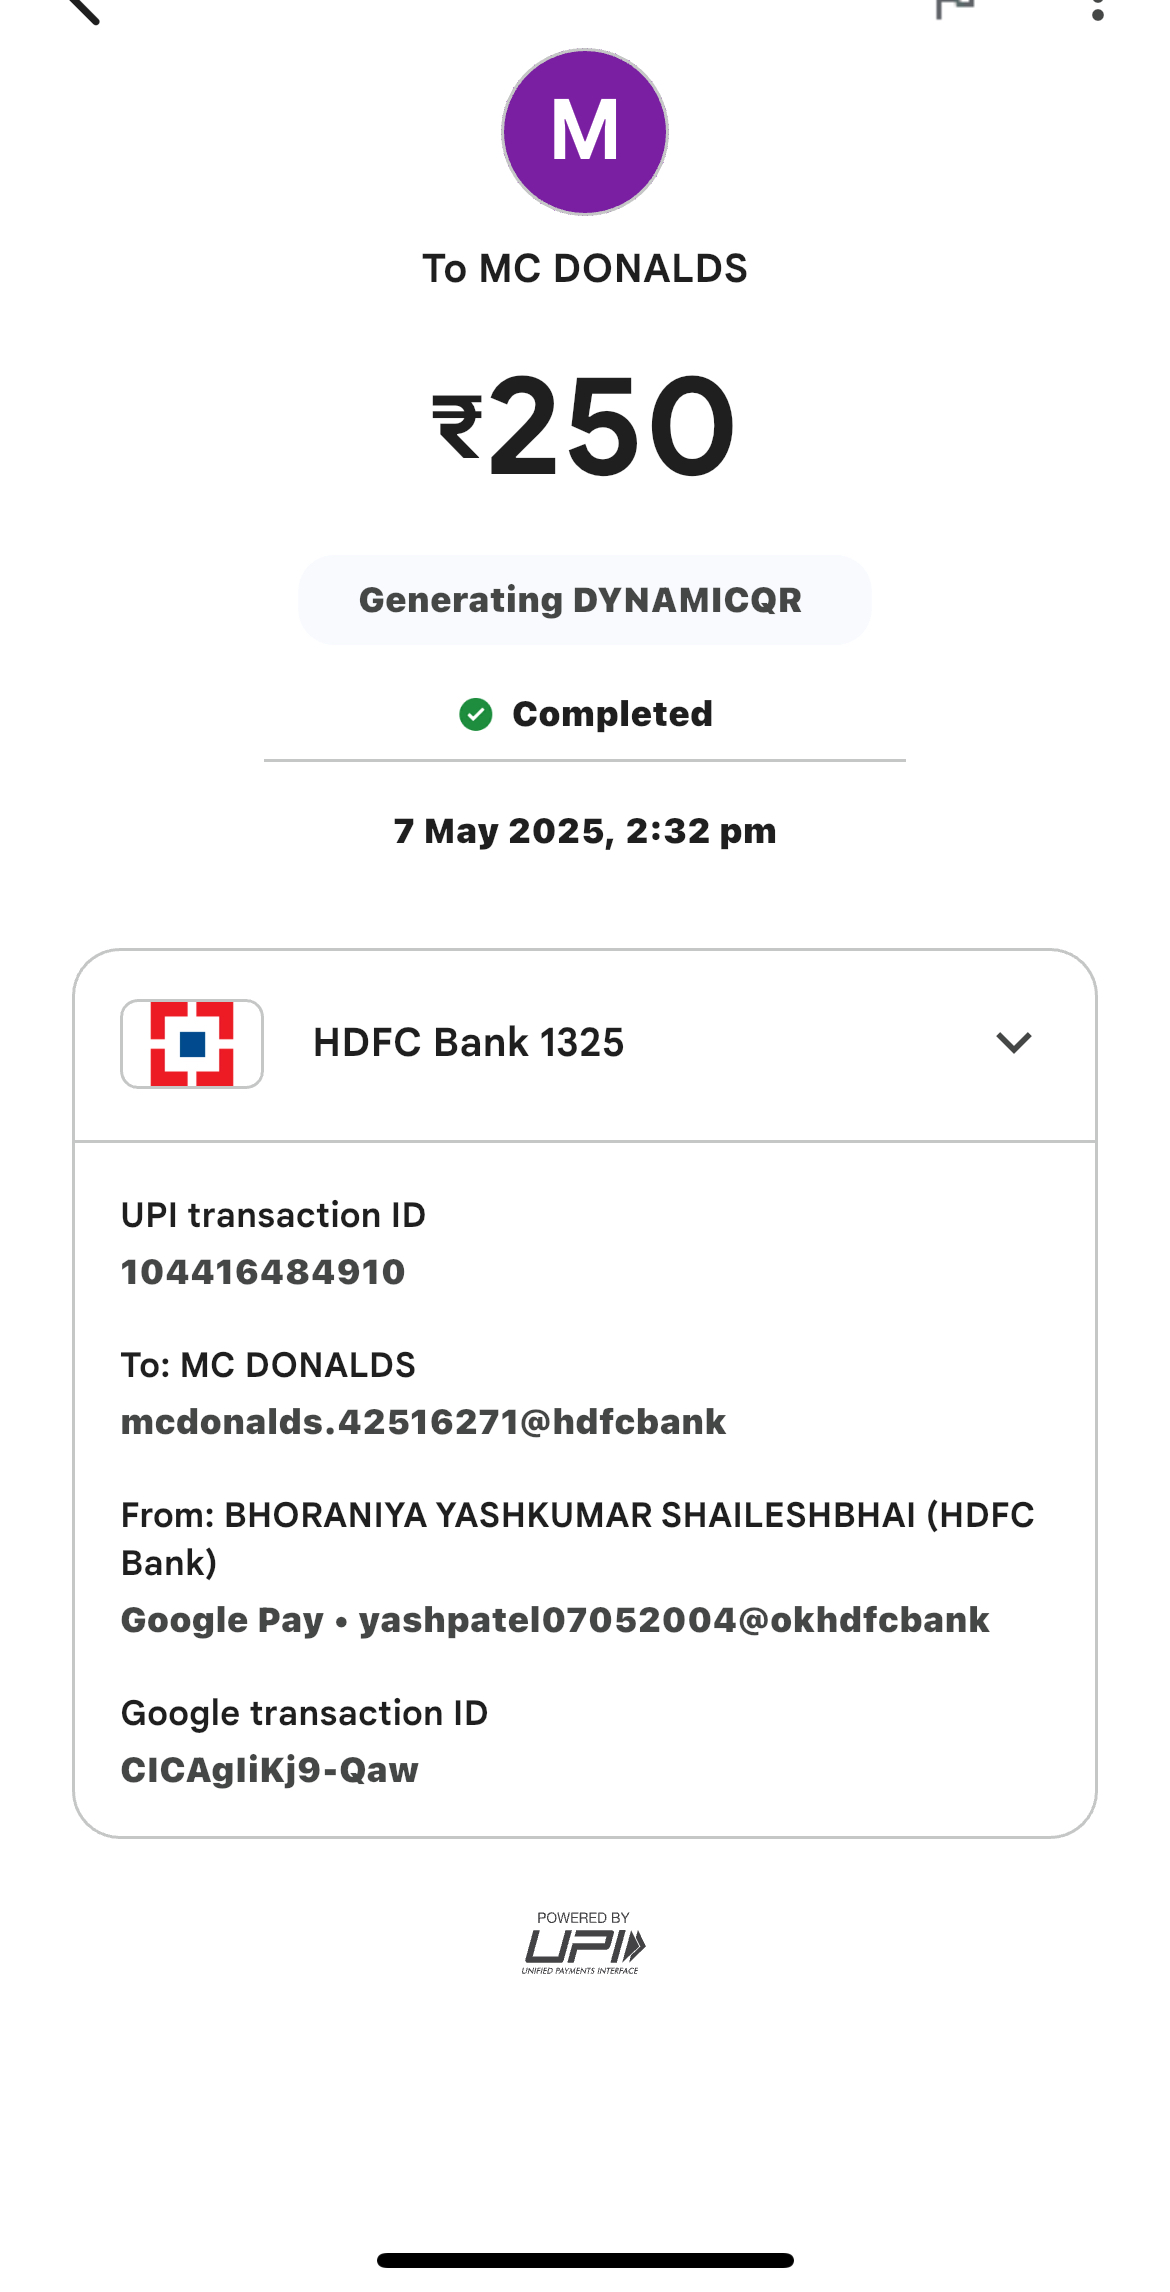 M
To MC DONALDS
₹250
Generating DYNAMICQR
Completed
7 May 2025, 2:32 pm
HDFC Bank 1325
UPI transaction ID
104416484910
To: MC DONALDS
mcdonalds.42516271@hdfcbank
From: BHORANIYA YASHKUMAR SHAILESHBHAI (HDFC
Bank)
Google Pay • yashpatel07052004@okhdfcbank
Google transaction ID
CICAgIiKj9-Qaw
POWERED BY
UPI
UNIFIED PAYMENTS INTERFACE